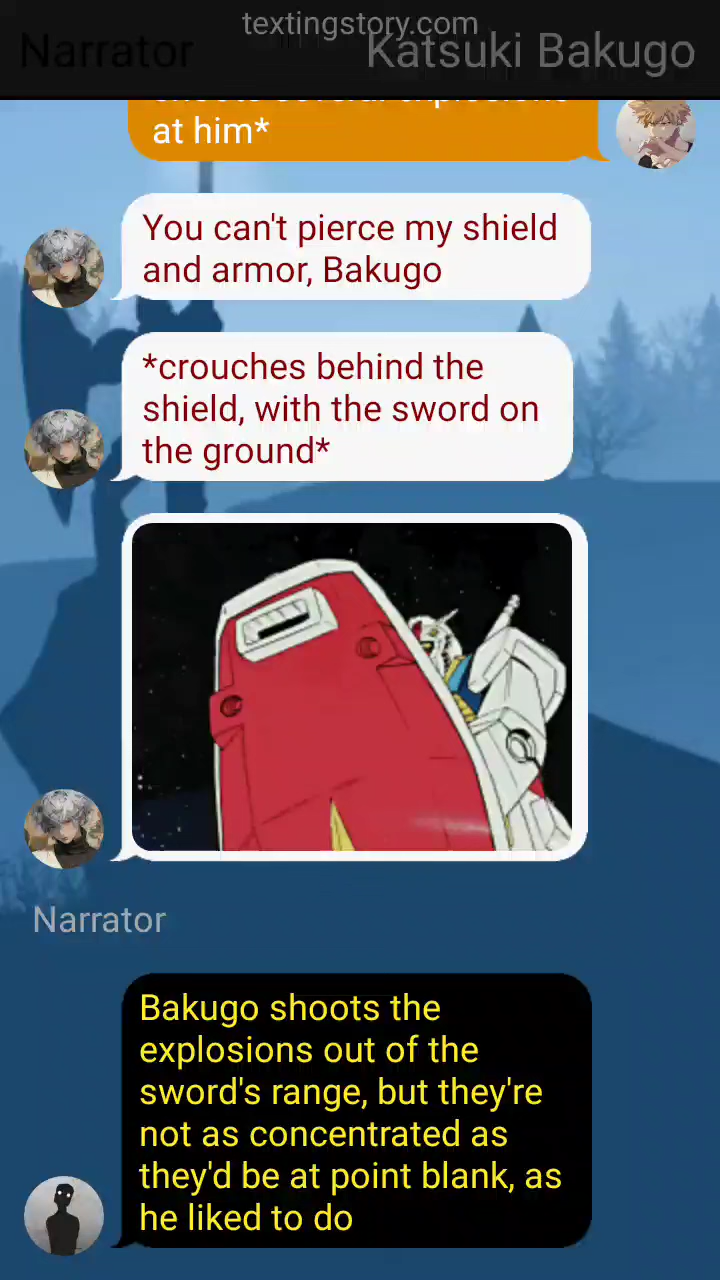 textingstory.com
Narrator
Katsuki Bakugo
at him*
You can't pierce my shield
and armor, Bakugo
*crouches behind the
shield, with the sword on
the ground*
Narrator
Bakugo shoots the
explosions out of the
sword's range, but they're
not as concentrated as
they'd be at point blank, as
he liked to do